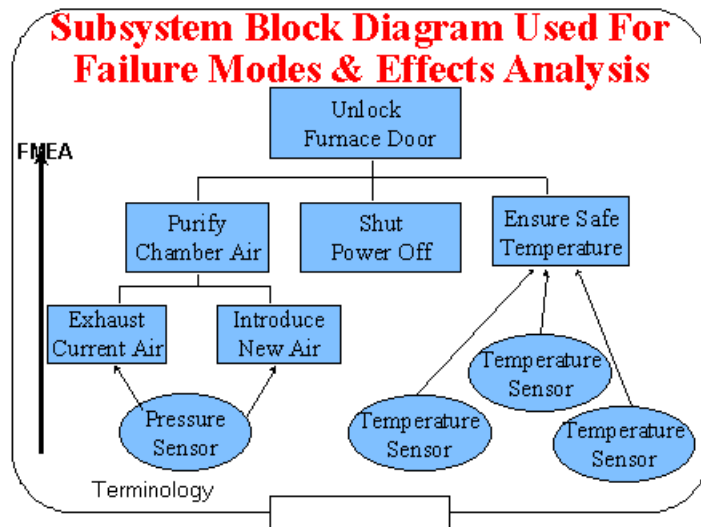 Subsystem Block Diagram Used For
Failure Modes & Effects Analysis
Unlock
Furnace Door
FMEA
Purify
Chamber Air
Shut
Power Off
Ensure Safe
Temperature
Exhaust
Current Air
Introduce
New Air
Temperature
Sensor
Pressure
Sensor
Temperature
Sensor
Temperature
Sensor
Terminology